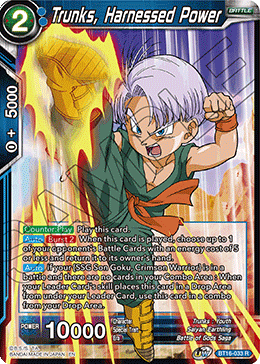 2
Trunks, Harnessed Power
BATTLE
0 + 5000
Counter:Play Play this card.
Auto Burst 2 When this card is played, choose up to 1
of your opponent's Battle Cards with an energy cost of 5
or less and return it to its owner's hand.
Auto If your {SS3 Son Goku, Crimson Warrior} is in a
battle and there are no cards in your Combo Area : When
your Leader Card's skill places this card in a Drop Area
from under your Leader Card, use this card in a combo
from your Drop Area.
POWER
10000
Character
Special Trait
Era
Trunks : Youth
Saiyan Earthling
Battle of Gods Saga
BANDAI MADE IN JAPAN
BT16-033 R